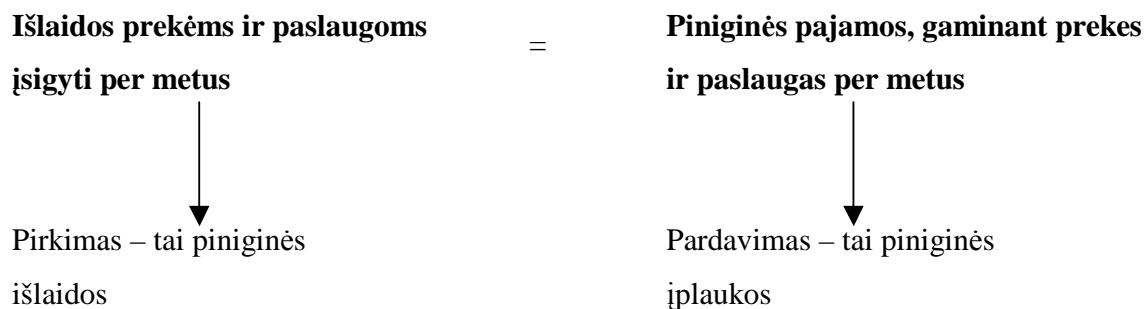 Išlaidos prekėms ir paslaugoms
įsigyti per metus
=
Piniginės pajamos, gaminant prekes
ir paslaugas per metus
Pirkimas – tai piniginės
išlaidos
Pardavimas – tai piniginės
įplaukos